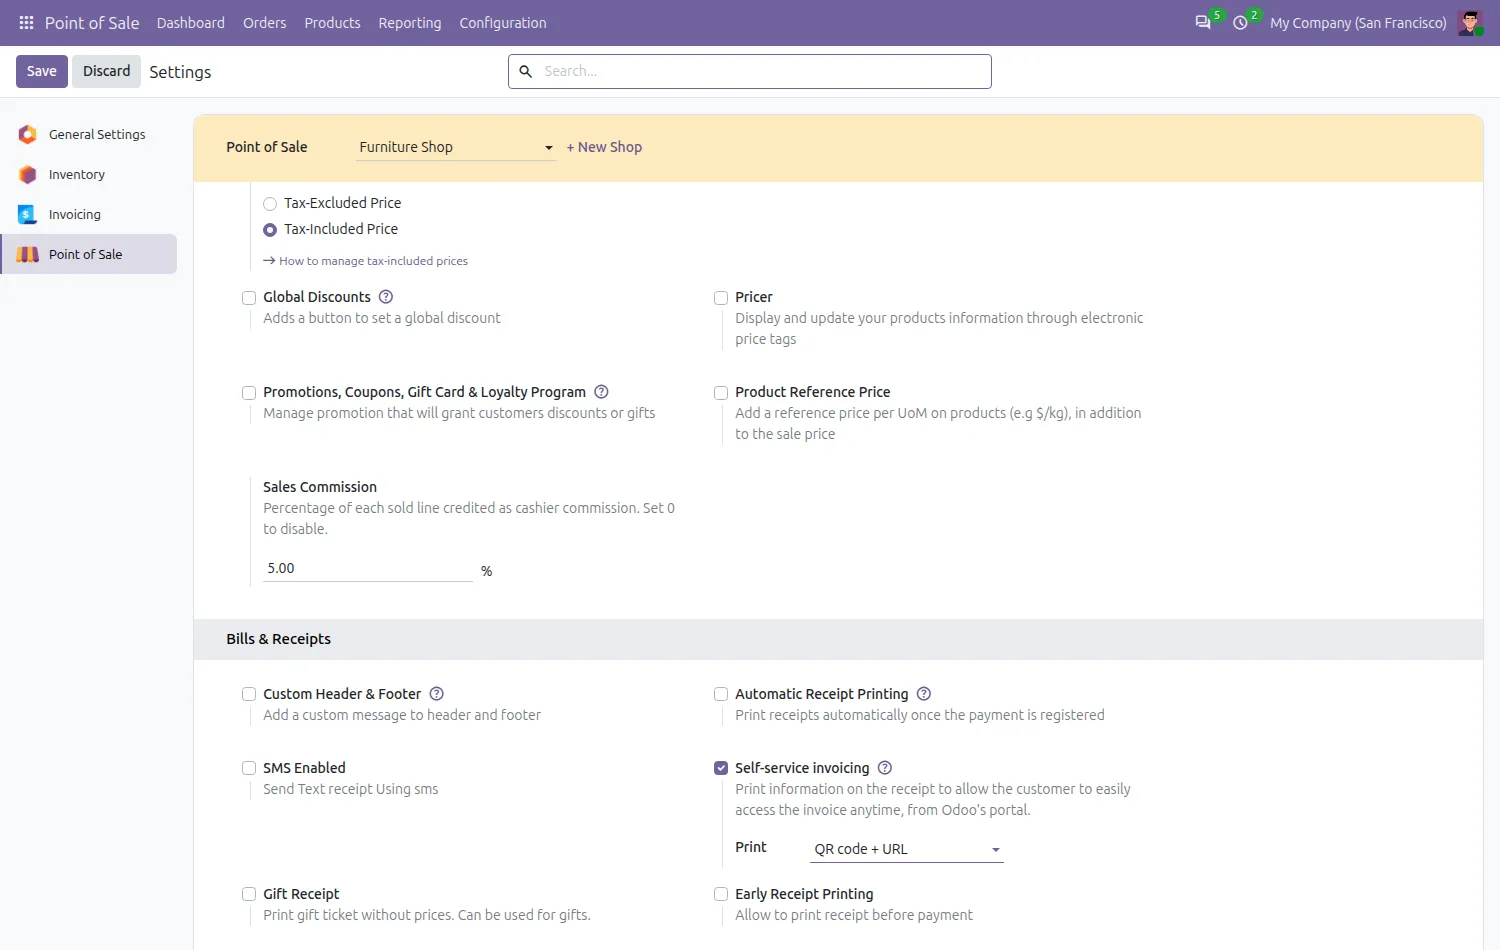 Point of Sale
Dashboard
Orders
Products
Reporting
Configuration
5
2
My Company (San Francisco)
Save
Discard
Settings
Search...
General Settings
Inventory
Invoicing
Point of Sale
Point of Sale
Furniture Shop
+ New Shop
Tax-Excluded Price
Tax-Included Price
→ How to manage tax-included prices
Global Discounts ?
Adds a button to set a global discount
Pricer
Display and update your products information through electronic
price tags
Promotions, Coupons, Gift Card & Loyalty Program ?
Manage promotion that will grant customers discounts or gifts
Product Reference Price
Add a reference price per UoM on products (e.g $/kg), in addition
to the sale price
Sales Commission
Percentage of each sold line credited as cashier commission. Set 0
to disable.
5.00 %
Bills & Receipts
Custom Header & Footer ?
Add a custom message to header and footer
Automatic Receipt Printing ?
Print receipts automatically once the payment is registered
SMS Enabled
Send Text receipt Using sms
Self-service invoicing ?
Print information on the receipt to allow the customer to easily
access the invoice anytime, from Odoo's portal.
Print
QR code + URL
Gift Receipt
Print gift ticket without prices. Can be used for gifts.
Early Receipt Printing
Allow to print receipt before payment